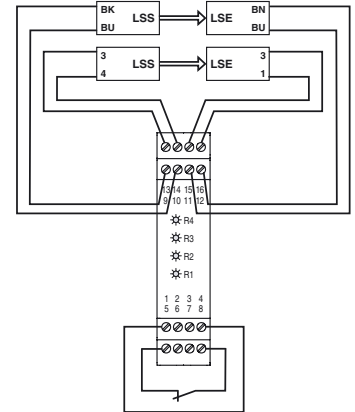 BK LSS LSE BN
BU BU
3 LSS LSE 3
4 1
13 14 15 16
9 10 11 12
R4
R3
R2
R1
1 2 3 4
5 6 7 8